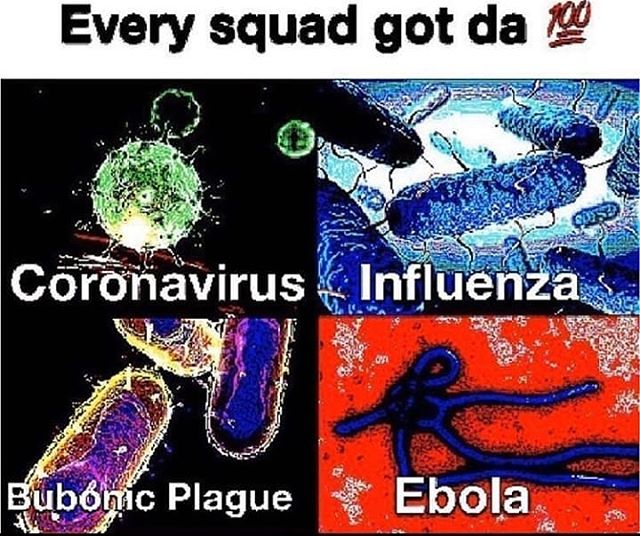 Every squad got da 💯
Coronavirus
Influenza
Bubonic Plague
Ebola